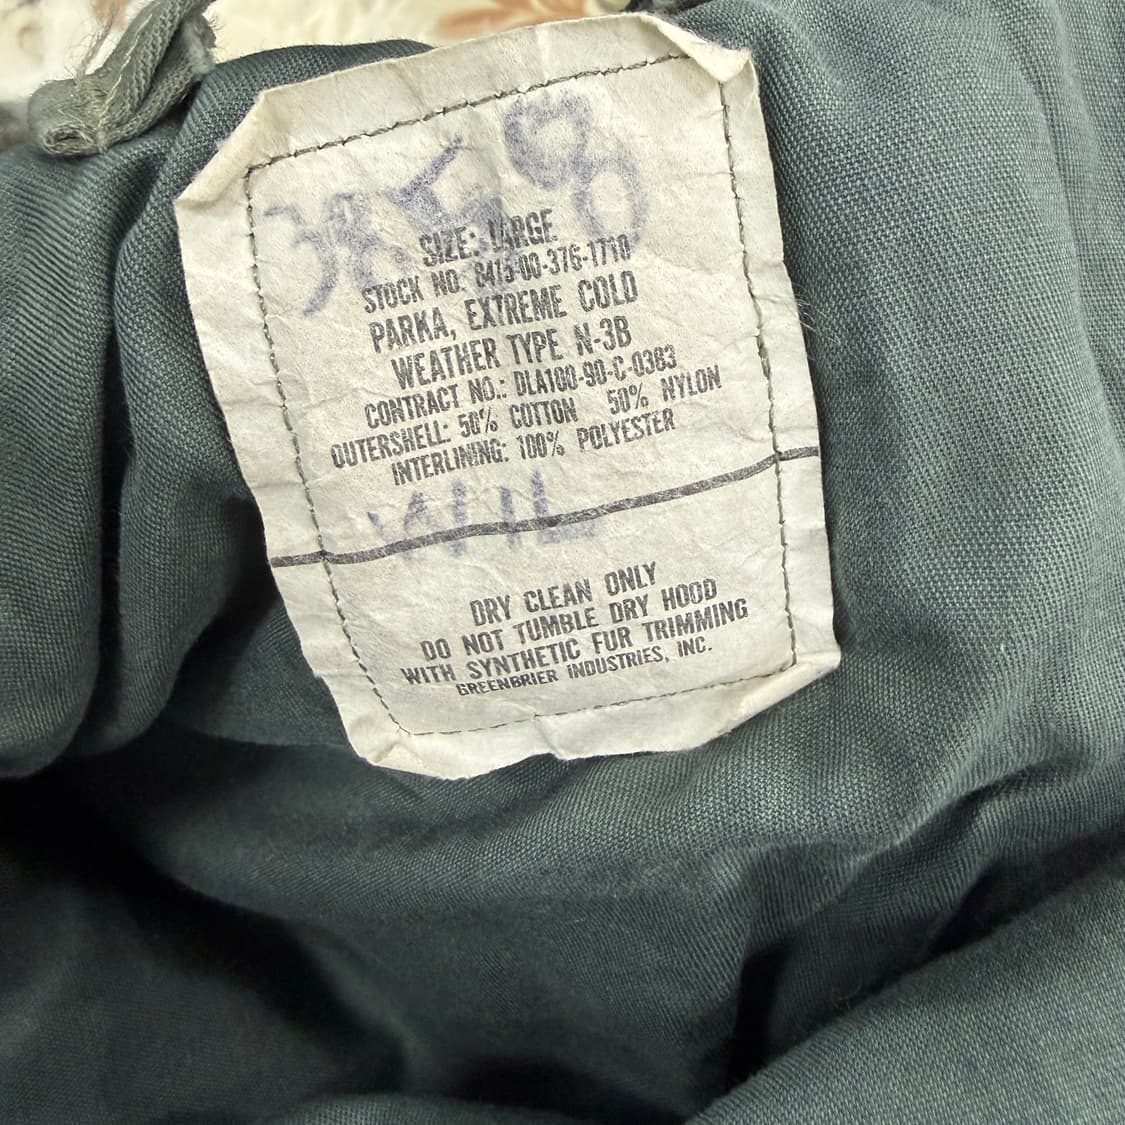 SIZE: LARGE
STOCK NO. 8415-00-376-1710
PARKA, EXTREME COLD
WEATHER TYPE N-3B
CONTRACT NO.: DLA100-90-C-0383
OUTERSHELL: 50% COTTON 50% NYLON
INTERLINING: 100% POLYESTER
DRY CLEAN ONLY
DO NOT TUMBLE DRY HOOD
WITH SYNTHETIC FUR TRIMMING
GREENBRIER INDUSTRIES, INC.